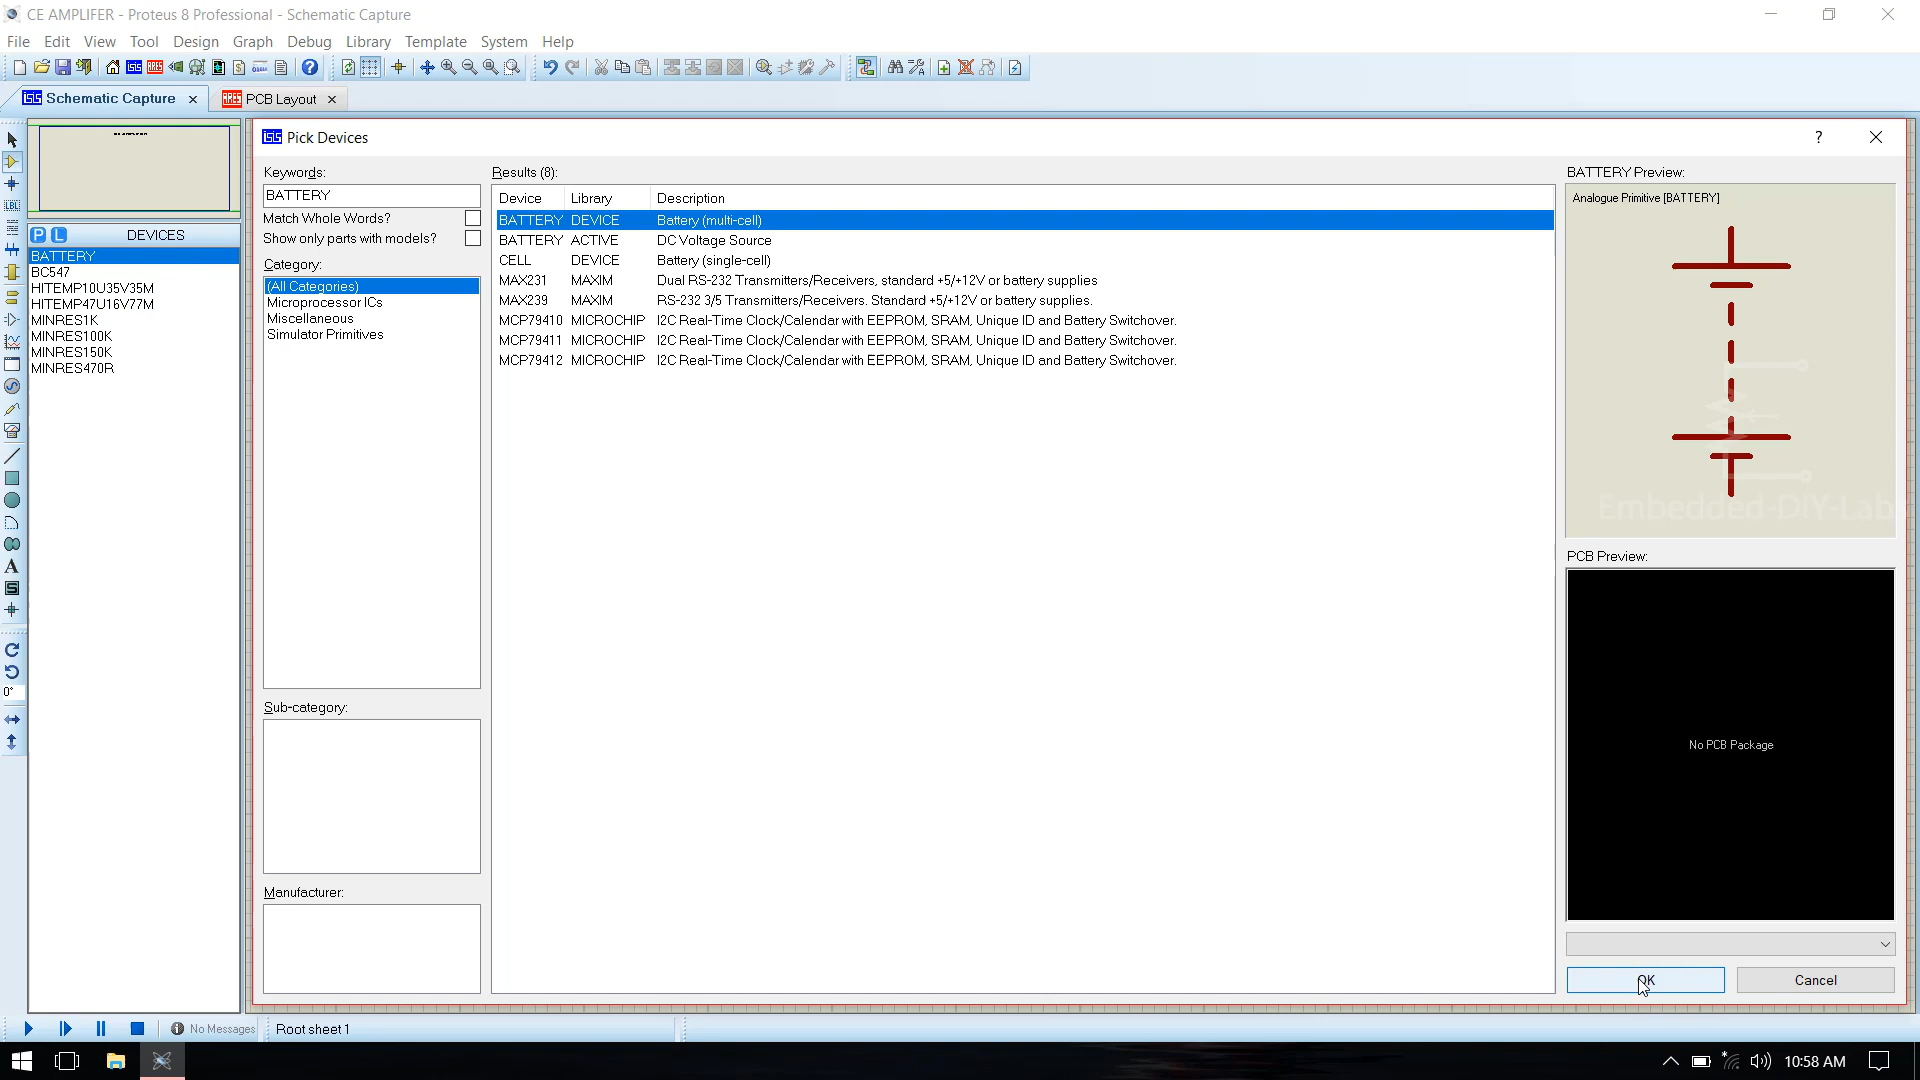 CE AMPLIFER - Proteus 8 Professional - Schematic Capture
File Edit View Tool Design Graph Debug Library Template System Help
Schematic Capture
PCB Layout
Pick Devices
Keywords:
BATTERY
Match Whole Words?
Show only parts with models?
Category:
(All Categories)
Microprocessor ICs
Miscellaneous
Simulator Primitives
Sub-category:
Manufacturer:
P L DEVICES
BATTERY
BC547
HITEMP10U35V35M
HITEMP47U16V77M
MINRES1K
MINRES100K
MINRES150K
MINRES470R
LBL
A
S
0°
Results (8):
Device Library Description
BATTERY DEVICE Battery (multi-cell)
BATTERY ACTIVE DC Voltage Source
CELL DEVICE Battery (single-cell)
MAX231 MAXIM Dual RS-232 Transmitters/Receivers, standard +5/+12V or battery supplies
MAX239 MAXIM RS-232 3/5 Transmitters/Receivers. Standard +5/+12V or battery supplies.
MCP79410 MICROCHIP I2C Real-Time Clock/Calendar with EEPROM, SRAM, Unique ID and Battery Switchover.
MCP79411 MICROCHIP I2C Real-Time Clock/Calendar with EEPROM, SRAM, Unique ID and Battery Switchover.
MCP79412 MICROCHIP I2C Real-Time Clock/Calendar with EEPROM, SRAM, Unique ID and Battery Switchover.
BATTERY Preview:
Analogue Primitive [BATTERY]
Embedded-DIY-Lab
PCB Preview:
No PCB Package
OK
Cancel
No Messages
Root sheet 1
10:58 AM